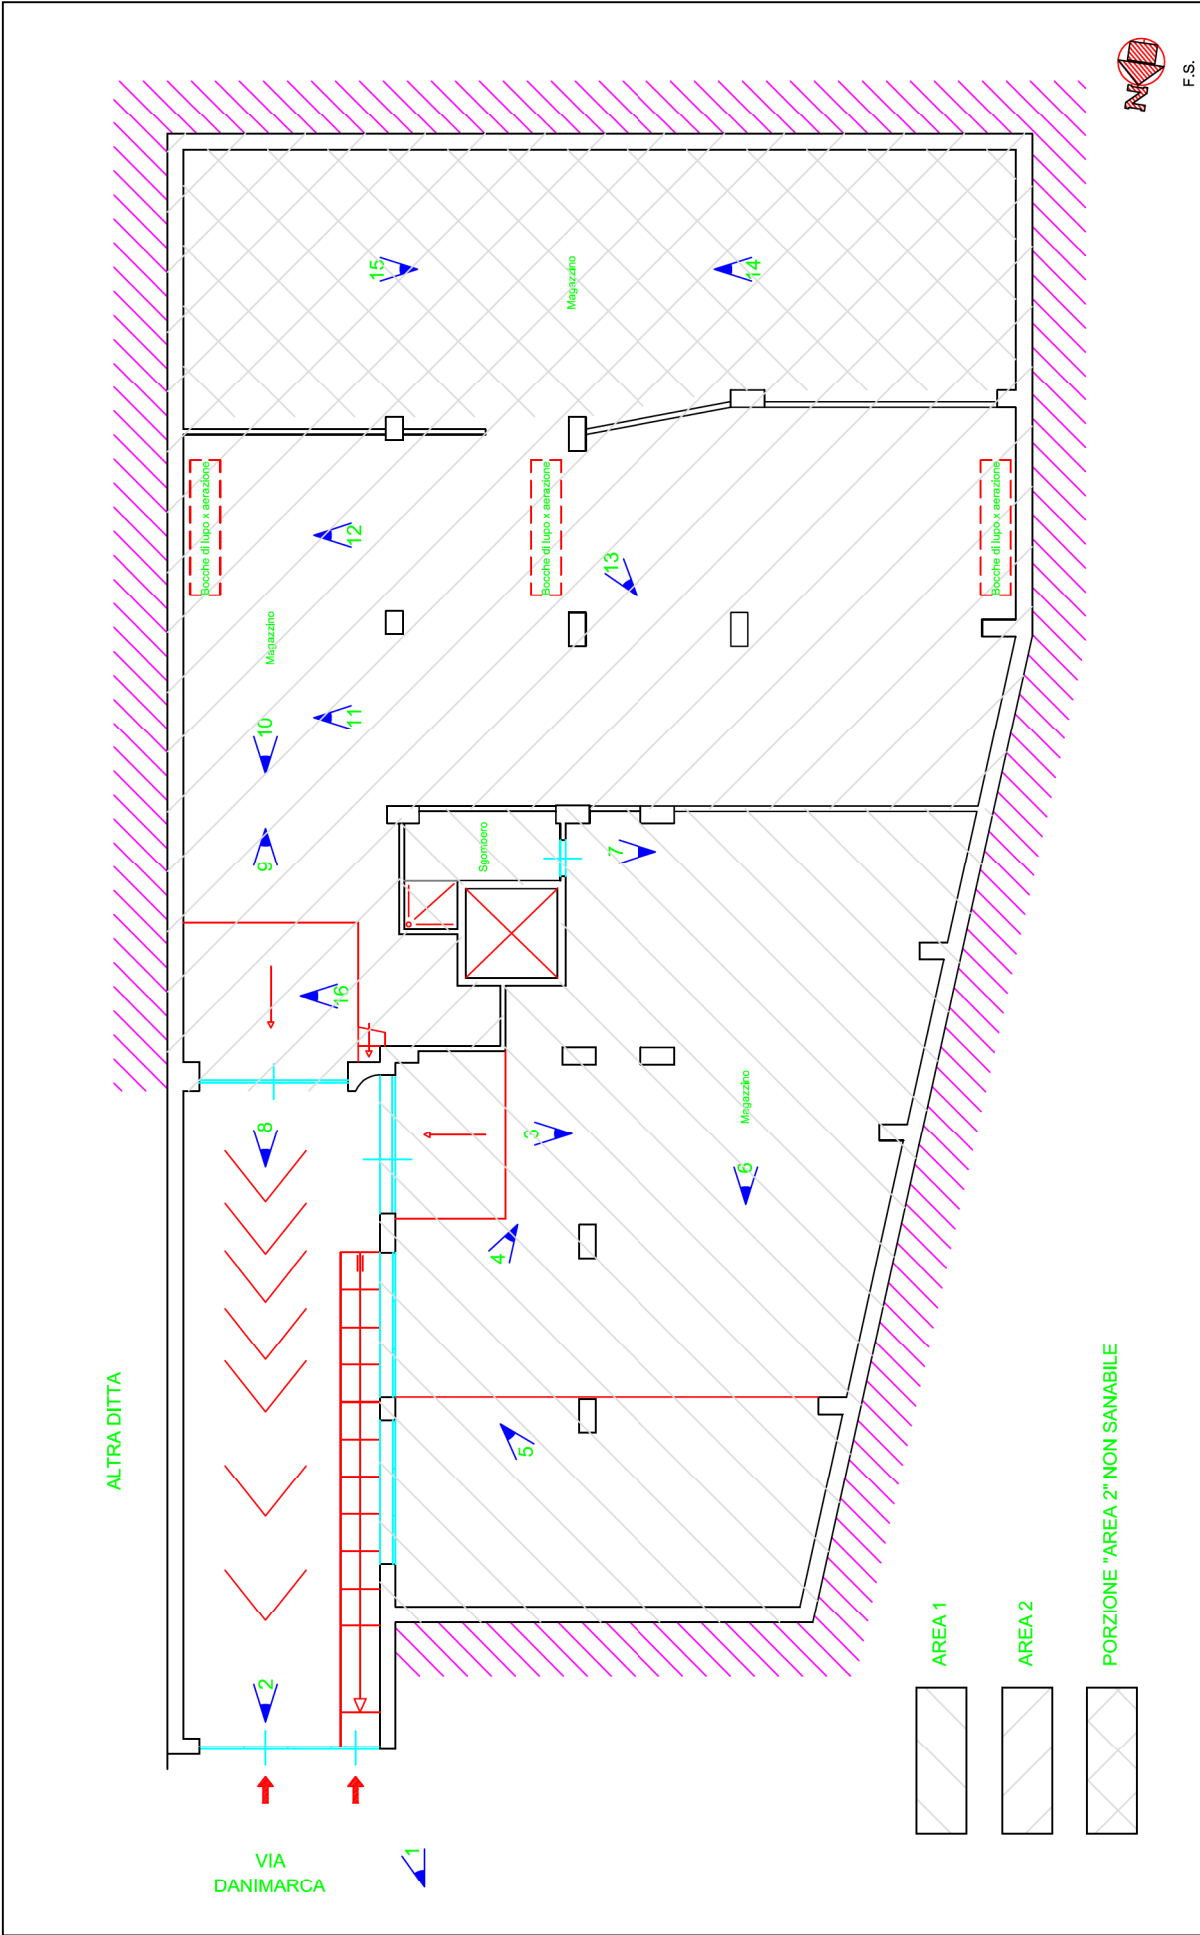 N
F.S.
15
14
Magazzino
Bocche di lupo x aerazione
Bocche di lupo x aerazione
Bocche di lupo x aerazione
12
13
Magazzino
10
11
9
Sgombero
7
16
8
3
Magazzino
6
4
5
ALTRA DITTA
2
VIA
DANIMARCA
1
AREA 1
AREA 2
PORZIONE "AREA 2" NON SANABILE